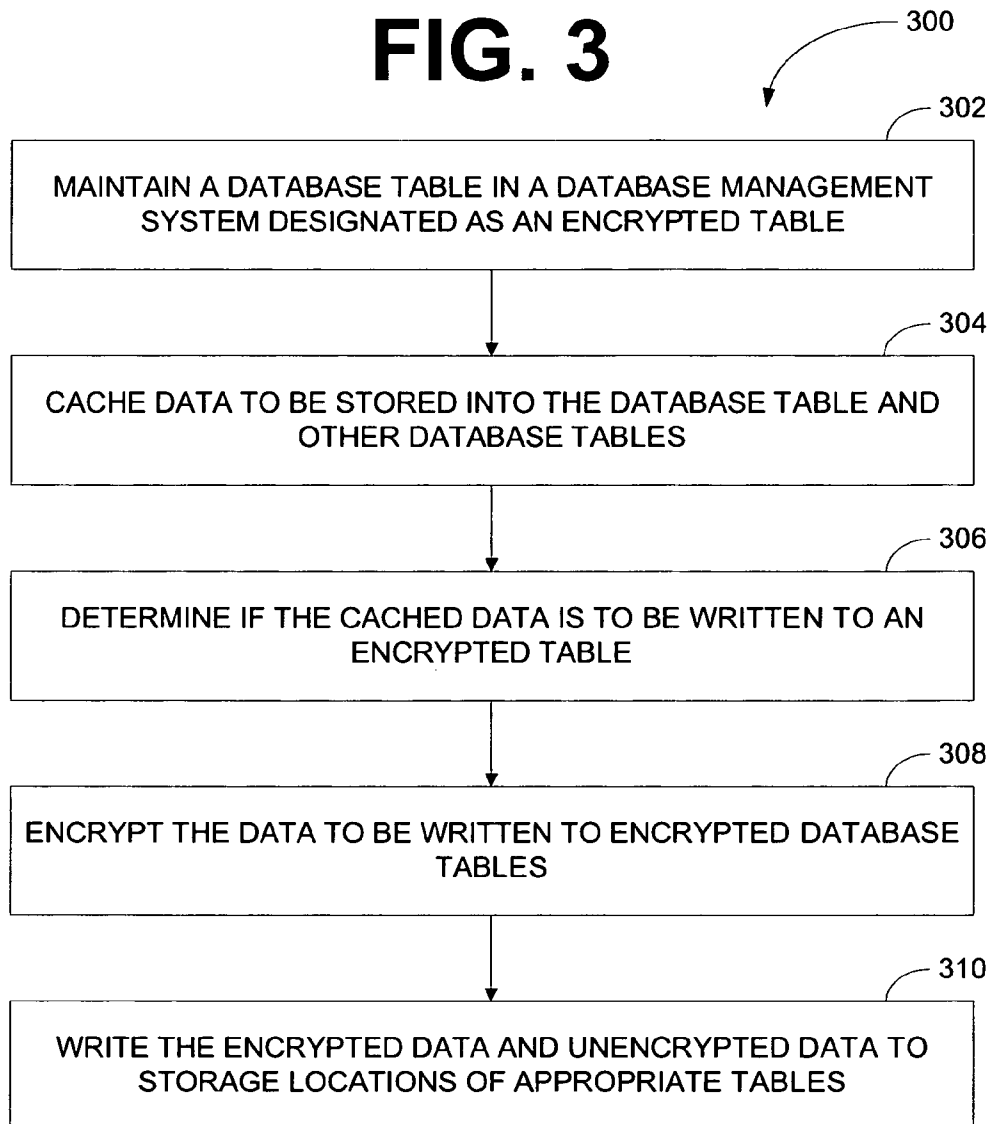 FIG. 3
300
302
MAINTAIN A DATABASE TABLE IN A DATABASE MANAGEMENT
SYSTEM DESIGNATED AS AN ENCRYPTED TABLE
304
CACHE DATA TO BE STORED INTO THE DATABASE TABLE AND
OTHER DATABASE TABLES
306
DETERMINE IF THE CACHED DATA IS TO BE WRITTEN TO AN
ENCRYPTED TABLE
308
ENCRYPT THE DATA TO BE WRITTEN TO ENCRYPTED DATABASE
TABLES
310
WRITE THE ENCRYPTED DATA AND UNENCRYPTED DATA TO
STORAGE LOCATIONS OF APPROPRIATE TABLES